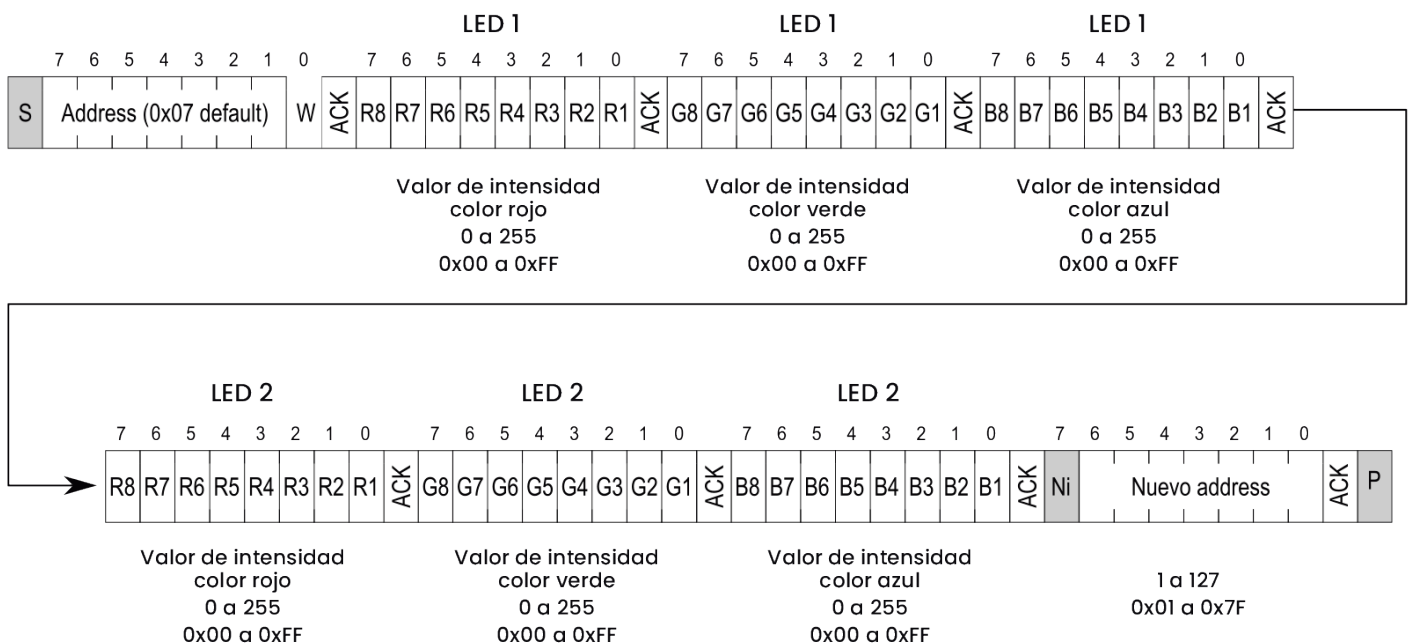 LED 1 LED 1 LED 1
7 6 5 4 3 2 1 0 7 6 5 4 3 2 1 0 7 6 5 4 3 2 1 0 7 6 5 4 3 2 1 0
S Address (0x07 default) W ACK R8 R7 R6 R5 R4 R3 R2 R1 ACK G8 G7 G6 G5 G4 G3 G2 G1 ACK B8 B7 B6 B5 B4 B3 B2 B1 ACK
Valor de intensidad Valor de intensidad Valor de intensidad
color rojo color verde color azul
0 a 255 0 a 255 0 a 255
0x00 a 0xFF 0x00 a 0xFF 0x00 a 0xFF
LED 2 LED 2 LED 2
7 6 5 4 3 2 1 0 7 6 5 4 3 2 1 0 7 6 5 4 3 2 1 0 7 6 5 4 3 2 1 0
R8 R7 R6 R5 R4 R3 R2 R1 ACK G8 G7 G6 G5 G4 G3 G2 G1 ACK B8 B7 B6 B5 B4 B3 B2 B1 ACK Ni Nuevo address ACK P
Valor de intensidad Valor de intensidad Valor de intensidad
color rojo color verde color azul 1 a 127
0 a 255 0 a 255 0 a 255 0x01 a 0x7F
0x00 a 0xFF 0x00 a 0xFF 0x00 a 0xFF